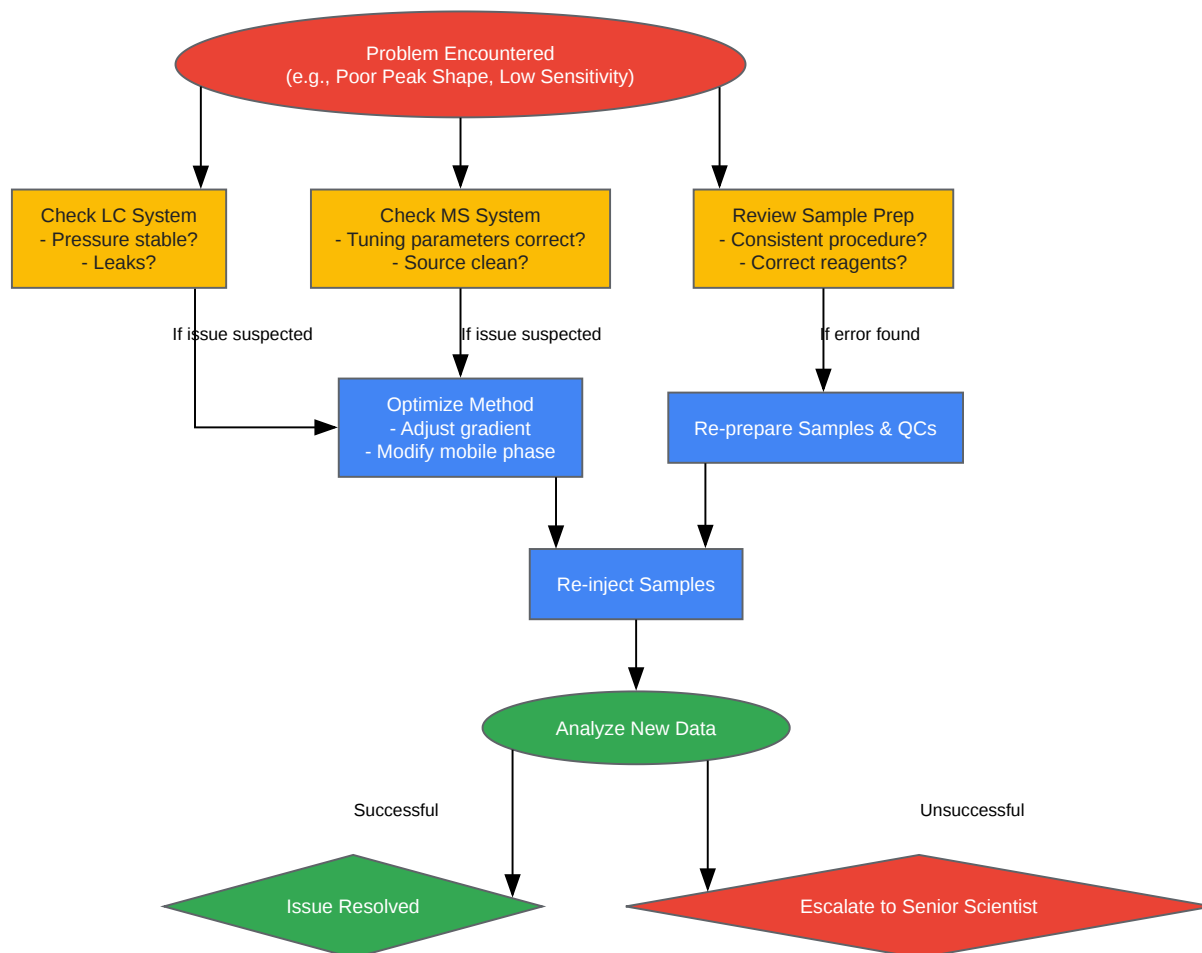 Problem Encountered
(e.g., Poor Peak Shape, Low Sensitivity)
Check LC System
- Pressure stable?
- Leaks?
Check MS System
- Tuning parameters correct?
- Source clean?
Review Sample Prep
- Consistent procedure?
- Correct reagents?
If issue suspected
If issue suspected
If error found
Optimize Method
- Adjust gradient
- Modify mobile phase
Re-prepare Samples & QCs
Re-inject Samples
Analyze New Data
Successful
Unsuccessful
Issue Resolved
Escalate to Senior Scientist